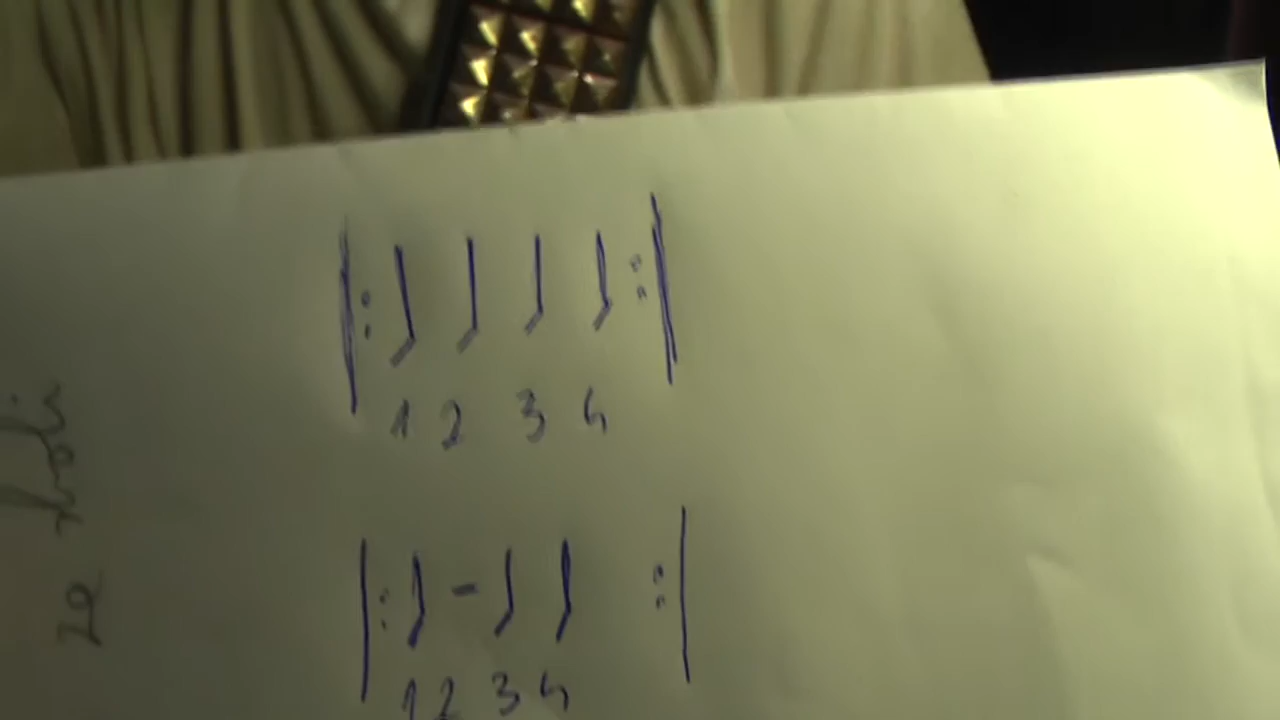 |: ♩ ♩ ♩ ♩ :|
1 2 3 4
|: ♩ - ♩ ♩ :|
1 2 3 4